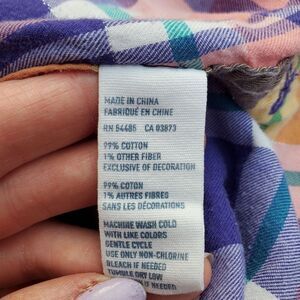 MADE IN CHINA
FABRIQUÉ EN CHINE
RN 54485 CA 03873
99% COTTON
1% OTHER FIBER
EXCLUSIVE OF DECORATION
99% COTON
1% AUTRES FIBRES
SANS LES DÉCORATIONS
MACHINE WASH COLD
WITH LIKE COLORS
GENTLE CYCLE
USE ONLY NON-CHLORINE
BLEACH IF NEEDED
TUMBLE DRY LOW
IF NEEDED